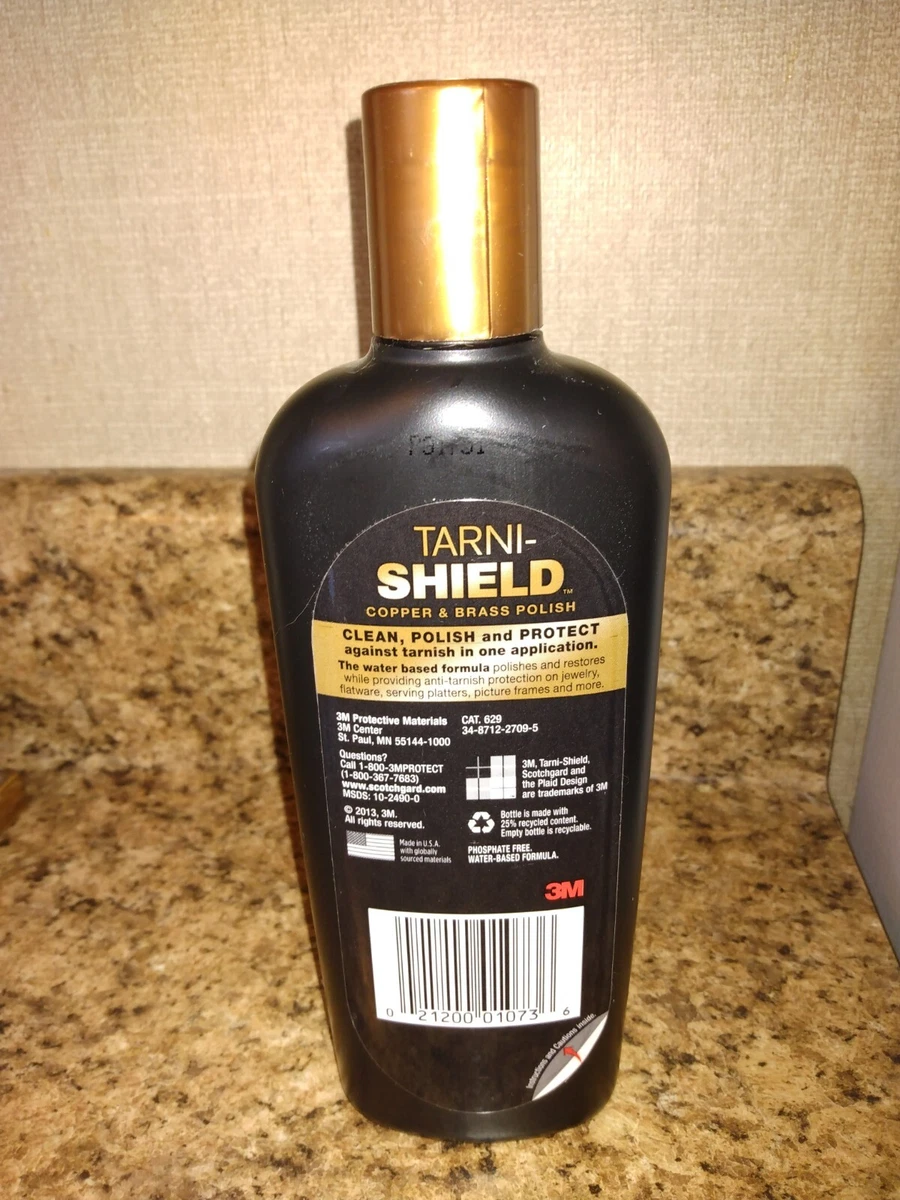 TARNI-
SHIELD™
COPPER & BRASS POLISH
CLEAN, POLISH and PROTECT
against tarnish in one application.
The water based formula polishes and restores
while providing anti-tarnish protection on jewelry,
flatware, serving platters, picture frames and more.
3M Protective Materials
3M Center
St. Paul, MN 55144-1000
CAT. 629
34-8712-2709-5
Questions?
Call 1-800-3MPROTECT
(1-800-367-7683)
www.scotchgard.com
MSDS: 10-2490-0
© 2013, 3M.
All rights reserved.
Made in U.S.A.
with globally
sourced materials
3M, Tarni-Shield,
Scotchgard and
the Plaid Design
are trademarks of 3M
Bottle is made with
25% recycled content.
Empty bottle is recyclable.
PHOSPHATE FREE.
WATER-BASED FORMULA.
3M
0 21200 01073 6
Instructions and Cautions inside.